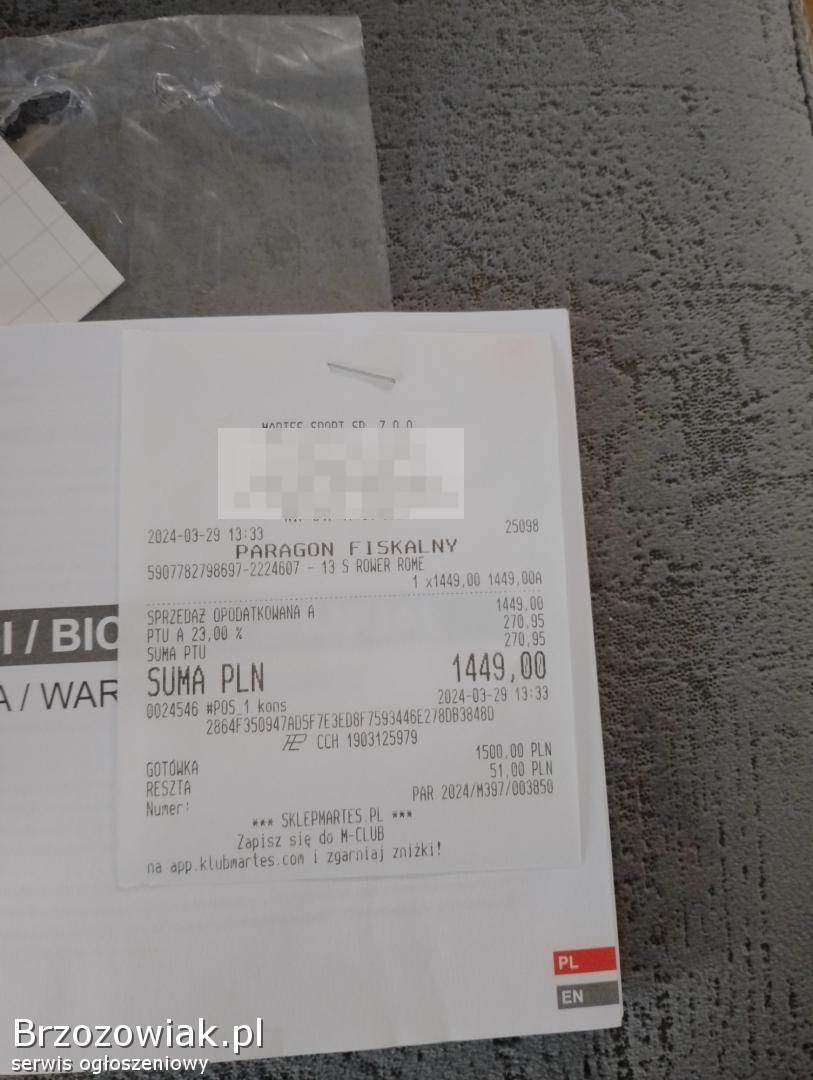 MARTES SPORT SP. Z O.O
2024-03-29 13:33 25098
PARAGON FISKALNY
5907782798697-2224607 - 13 S ROWER ROME
1 x1449,00 1449,00A
SPRZEDAŻ OPODATKOWANA A 1449,00
PTU A 23,00 % 270,95
SUMA PTU 270,95
SUMA PLN 1449,00
0024546 #POS_1 kons 2024-03-29 13:33
2864F350947AD5F7E3ED8F7593446E278DB3848D
CCH 1903125979
GOTÓWKA 1500,00 PLN
RESZTA 51,00 PLN
Numer: PAR 2024/M397/003850
*** SKLEPMARTES.PL ***
Zapisz się do M-CLUB
na app.klubmartes.com i zgarniaj zniżki!
I / BIC
A / WAR
PL
EN
Brzozowiak.pl
serwis ogłoszeniowy